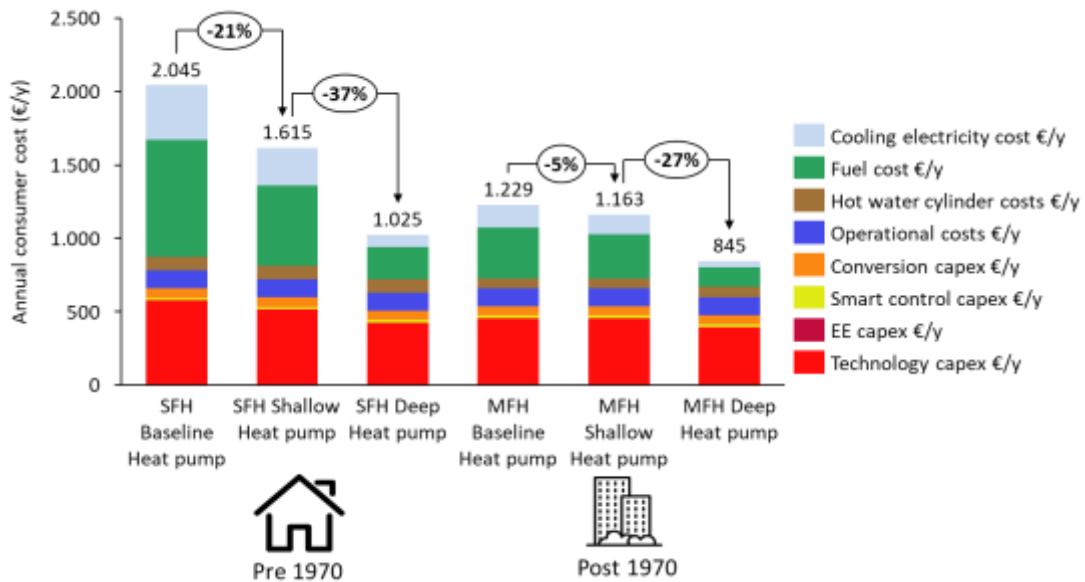 Annual consumer cost (€/y)
2.500
2.000
1.500
1.000
500
0
-21%
2.045
-37%
1.615
1.025
-5%
-27%
1.229
1.163
845
Cooling electricity cost €/y
Fuel cost €/y
Hot water cylinder costs €/y
Operational costs €/y
Conversion capex €/y
Smart control capex €/y
EE capex €/y
Technology capex €/y
SFH
Baseline
Heat pump
SFH Shallow
Heat pump
SFH Deep
Heat pump
MFH
Baseline
Heat pump
MFH
Shallow
Heat pump
MFH Deep
Heat pump
Pre 1970
Post 1970